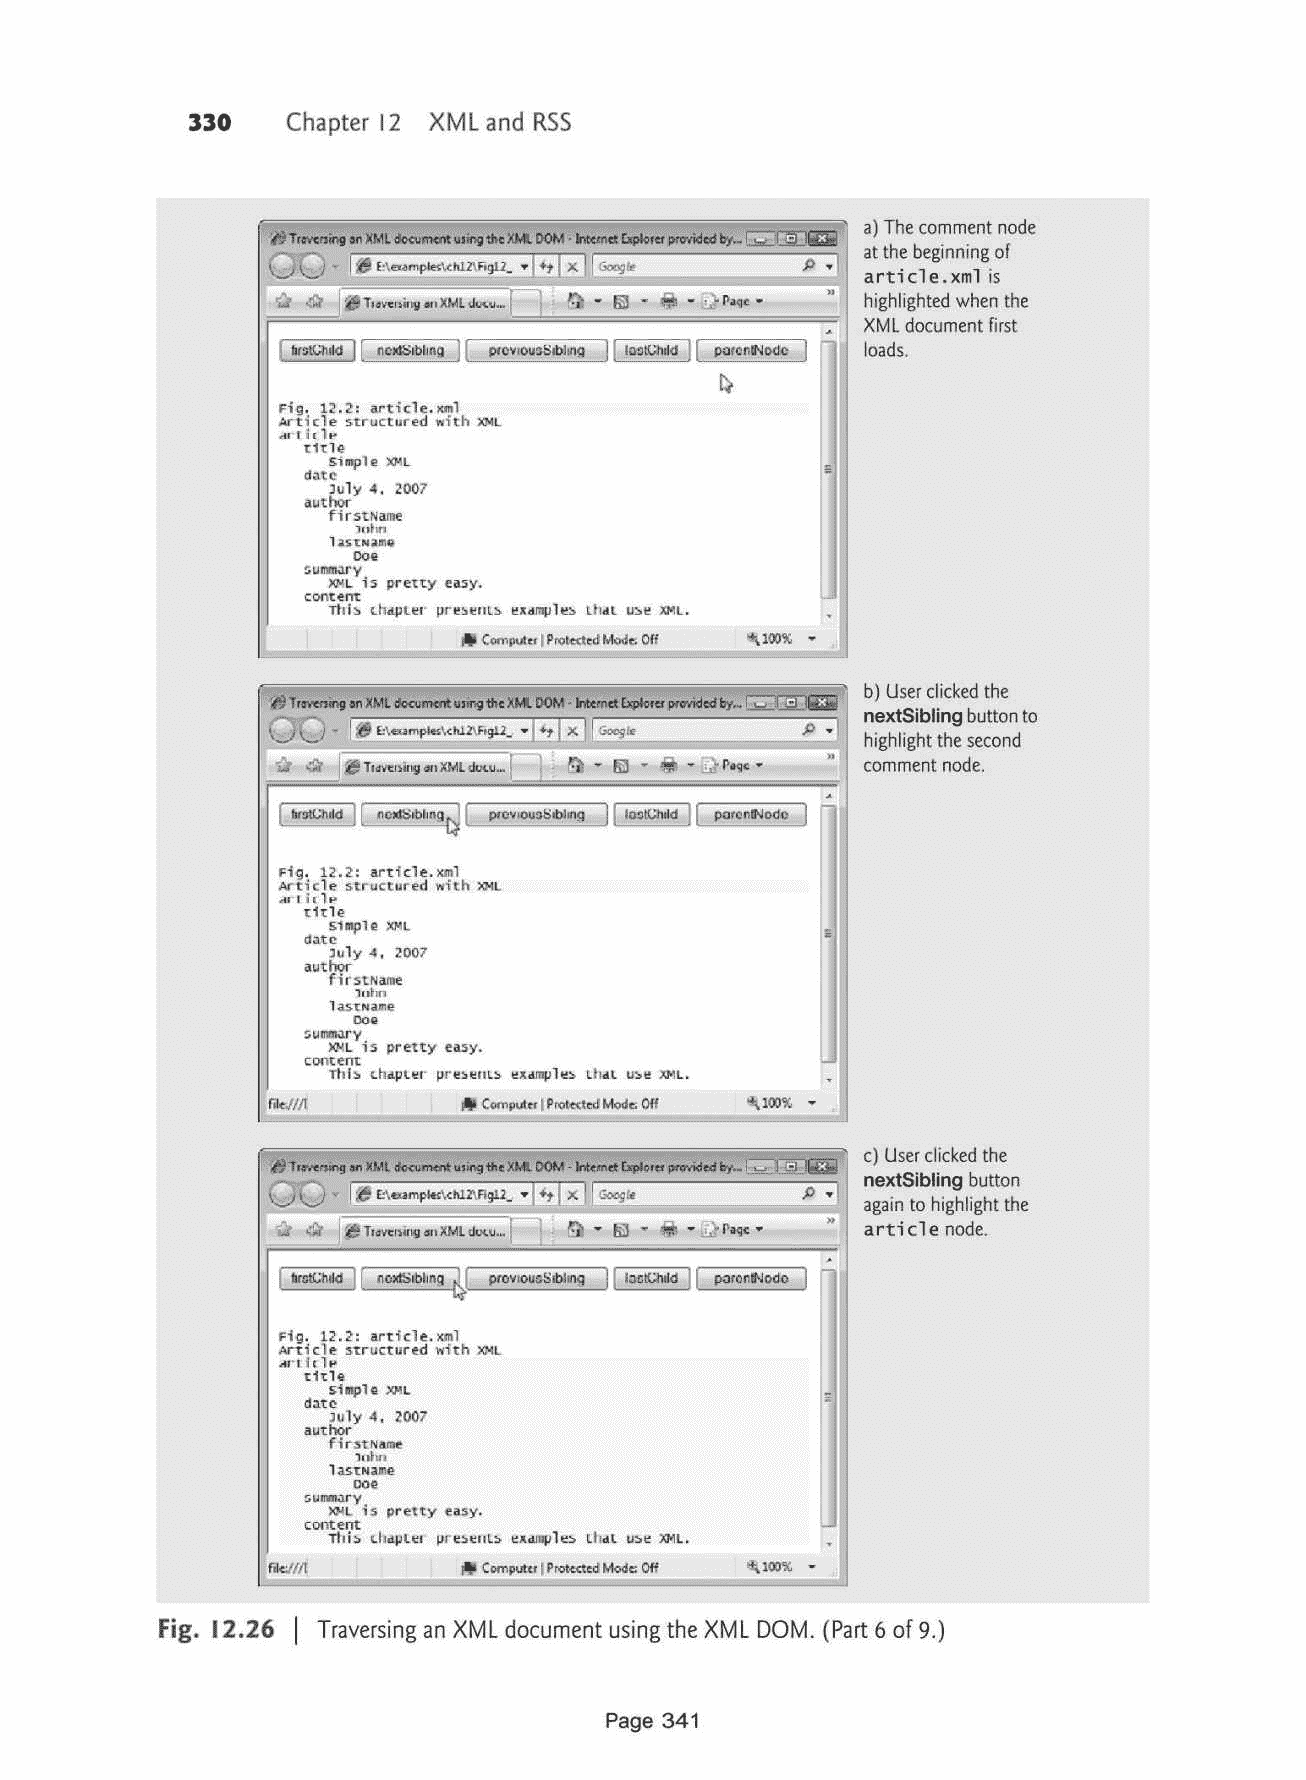 330 Chapter 12 XML and RSS
Traversing an XML document using the XML DOM - Internet Explorer provided by...
E:\examples\ch12\Fig12_ Google
Traversing an XML docu... Page
firstChild nextSibling previousSibling lastChild parentNode
Fig. 12.2: article.xml
Article structured with XML
article
title
Simple XML
date
July 4, 2007
author
firstName
John
lastName
Doe
summary
XML is pretty easy.
content
This chapter presents examples that use XML.
Computer | Protected Mode: Off 100%
a) The comment node
at the beginning of
article.xml is
highlighted when the
XML document first
loads.
Traversing an XML document using the XML DOM - Internet Explorer provided by...
E:\examples\ch12\Fig12_ Google
Traversing an XML docu... Page
firstChild nextSibling previousSibling lastChild parentNode
Fig. 12.2: article.xml
Article structured with XML
article
title
Simple XML
date
July 4, 2007
author
firstName
John
lastName
Doe
summary
XML is pretty easy.
content
This chapter presents examples that use XML.
file:/// Computer | Protected Mode: Off 100%
b) User clicked the
nextSibling button to
highlight the second
comment node.
Traversing an XML document using the XML DOM - Internet Explorer provided by...
E:\examples\ch12\Fig12_ Google
Traversing an XML docu... Page
firstChild nextSibling previousSibling lastChild parentNode
Fig. 12.2: article.xml
Article structured with XML
article
title
Simple XML
date
July 4, 2007
author
firstName
John
lastName
Doe
summary
XML is pretty easy.
content
This chapter presents examples that use XML.
file:/// Computer | Protected Mode: Off 100%
c) User clicked the
nextSibling button
again to highlight the
article node.
Fig. 12.26 | Traversing an XML document using the XML DOM. (Part 6 of 9.)
Page 341